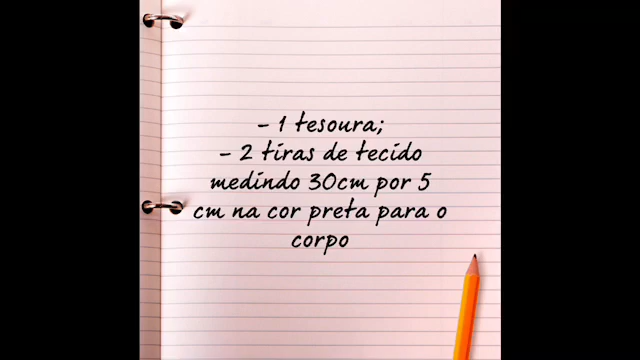 - 1 tesoura;
- 2 tiras de tecido
medindo 30cm por 5
cm na cor preta para o
corpo